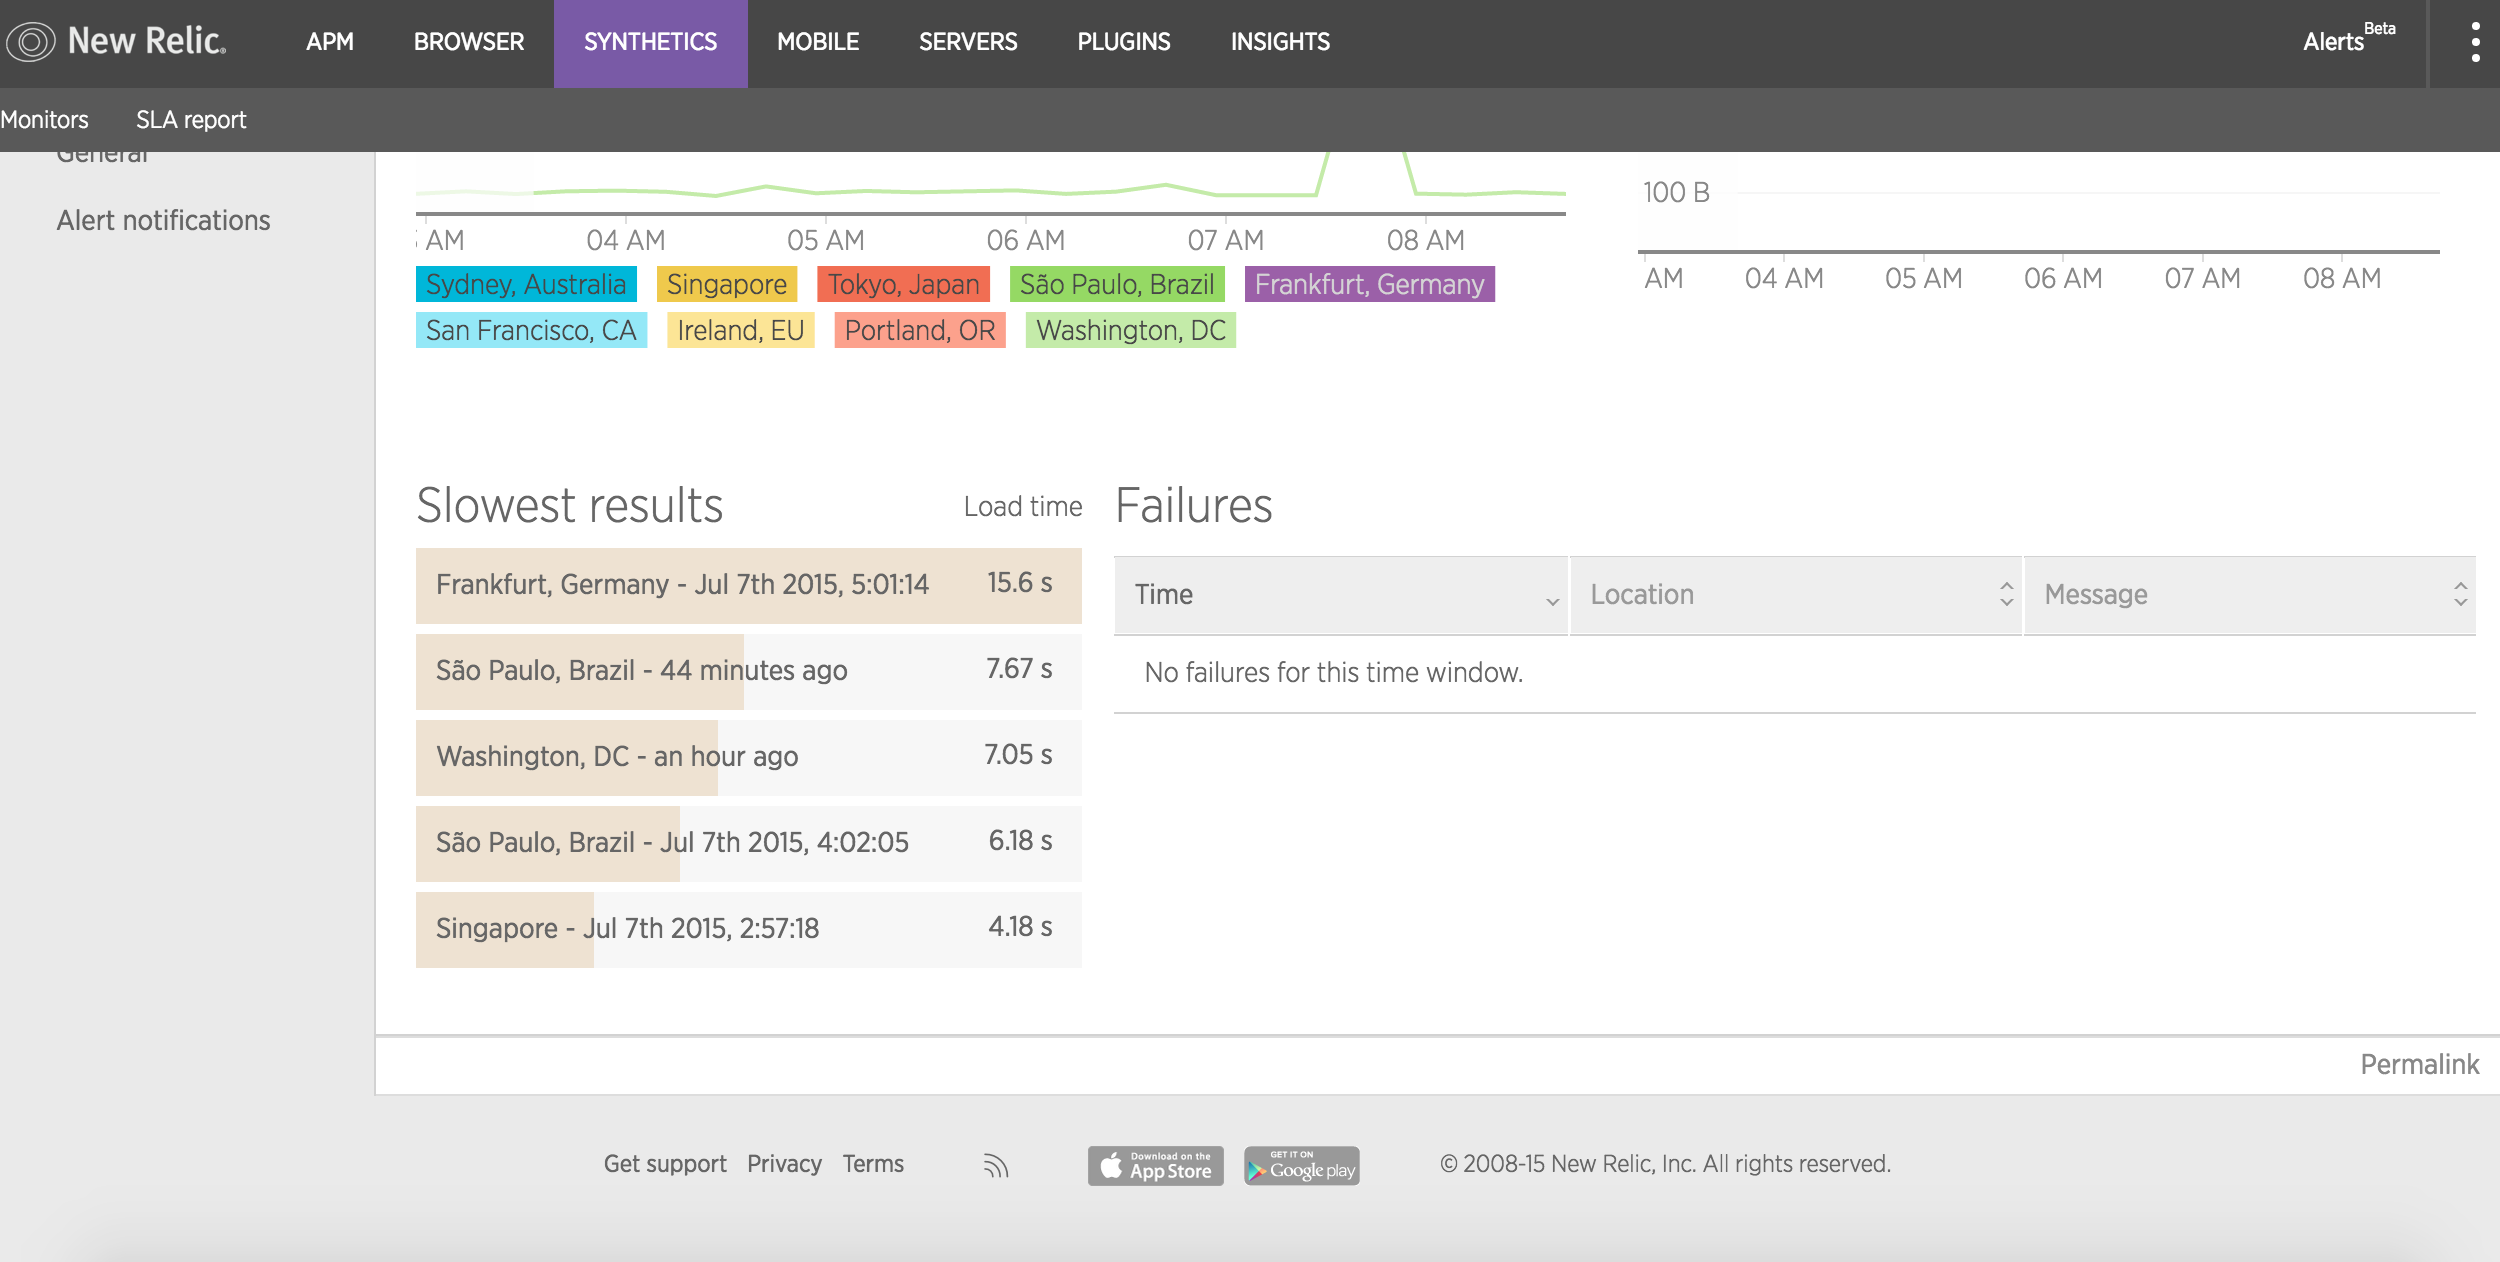 New Relic®
APM
BROWSER
SYNTHETICS
MOBILE
SERVERS
PLUGINS
INSIGHTS
Alerts Beta
Monitors
SLA report
General
Alert notifications
AM 04 AM 05 AM 06 AM 07 AM 08 AM
Sydney, Australia Singapore Tokyo, Japan São Paulo, Brazil Frankfurt, Germany
San Francisco, CA Ireland, EU Portland, OR Washington, DC
100 B
AM 04 AM 05 AM 06 AM 07 AM 08 AM
Slowest results Load time
Frankfurt, Germany - Jul 7th 2015, 5:01:14 15.6 s
São Paulo, Brazil - 44 minutes ago 7.67 s
Washington, DC - an hour ago 7.05 s
São Paulo, Brazil - Jul 7th 2015, 4:02:05 6.18 s
Singapore - Jul 7th 2015, 2:57:18 4.18 s
Failures
Time Location Message
No failures for this time window.
Permalink
Get support Privacy Terms
Download on the
App Store
GET IT ON
Google play
© 2008-15 New Relic, Inc. All rights reserved.